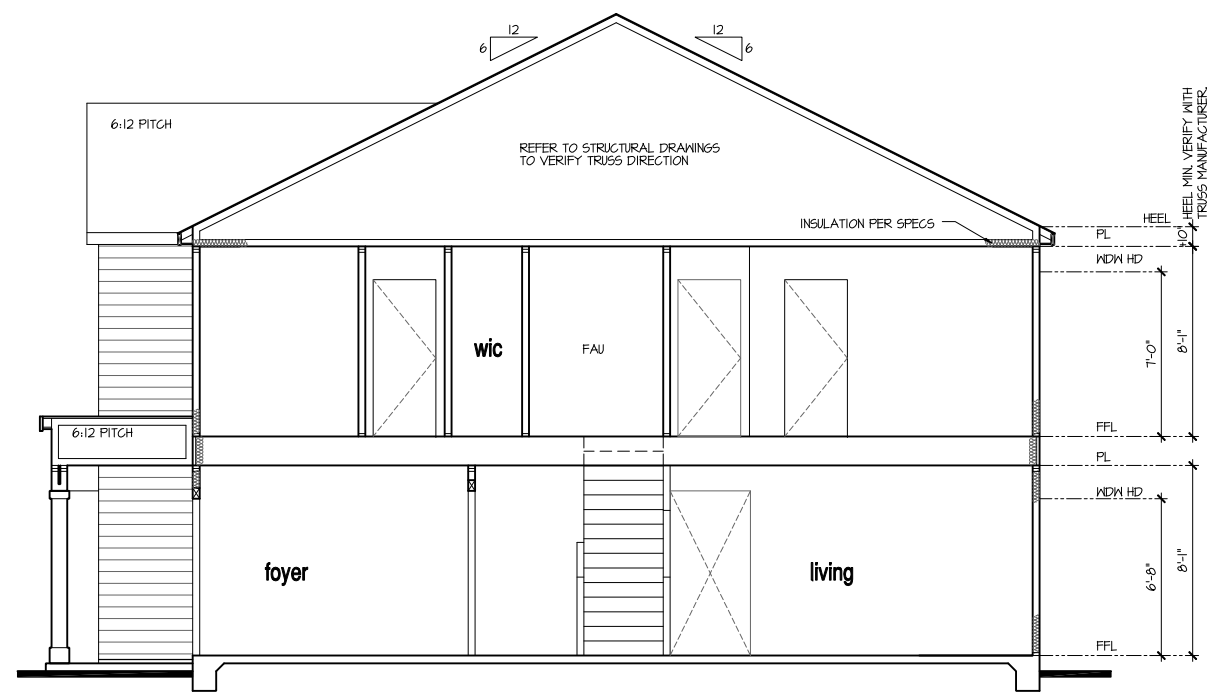 12
6
12
6
6:12 PITCH
REFER TO STRUCTURAL DRAWINGS
TO VERIFY TRUSS DIRECTION
INSULATION PER SPECS
HEEL
PL
WDW HD
10" HEEL MIN. VERIFY WITH
TRUSS MANUFACTURER.
wic
FAU
7'-0"
8'-1"
FFL
6:12 PITCH
PL
WDW HD
foyer
living
6'-8"
8'-1"
FFL